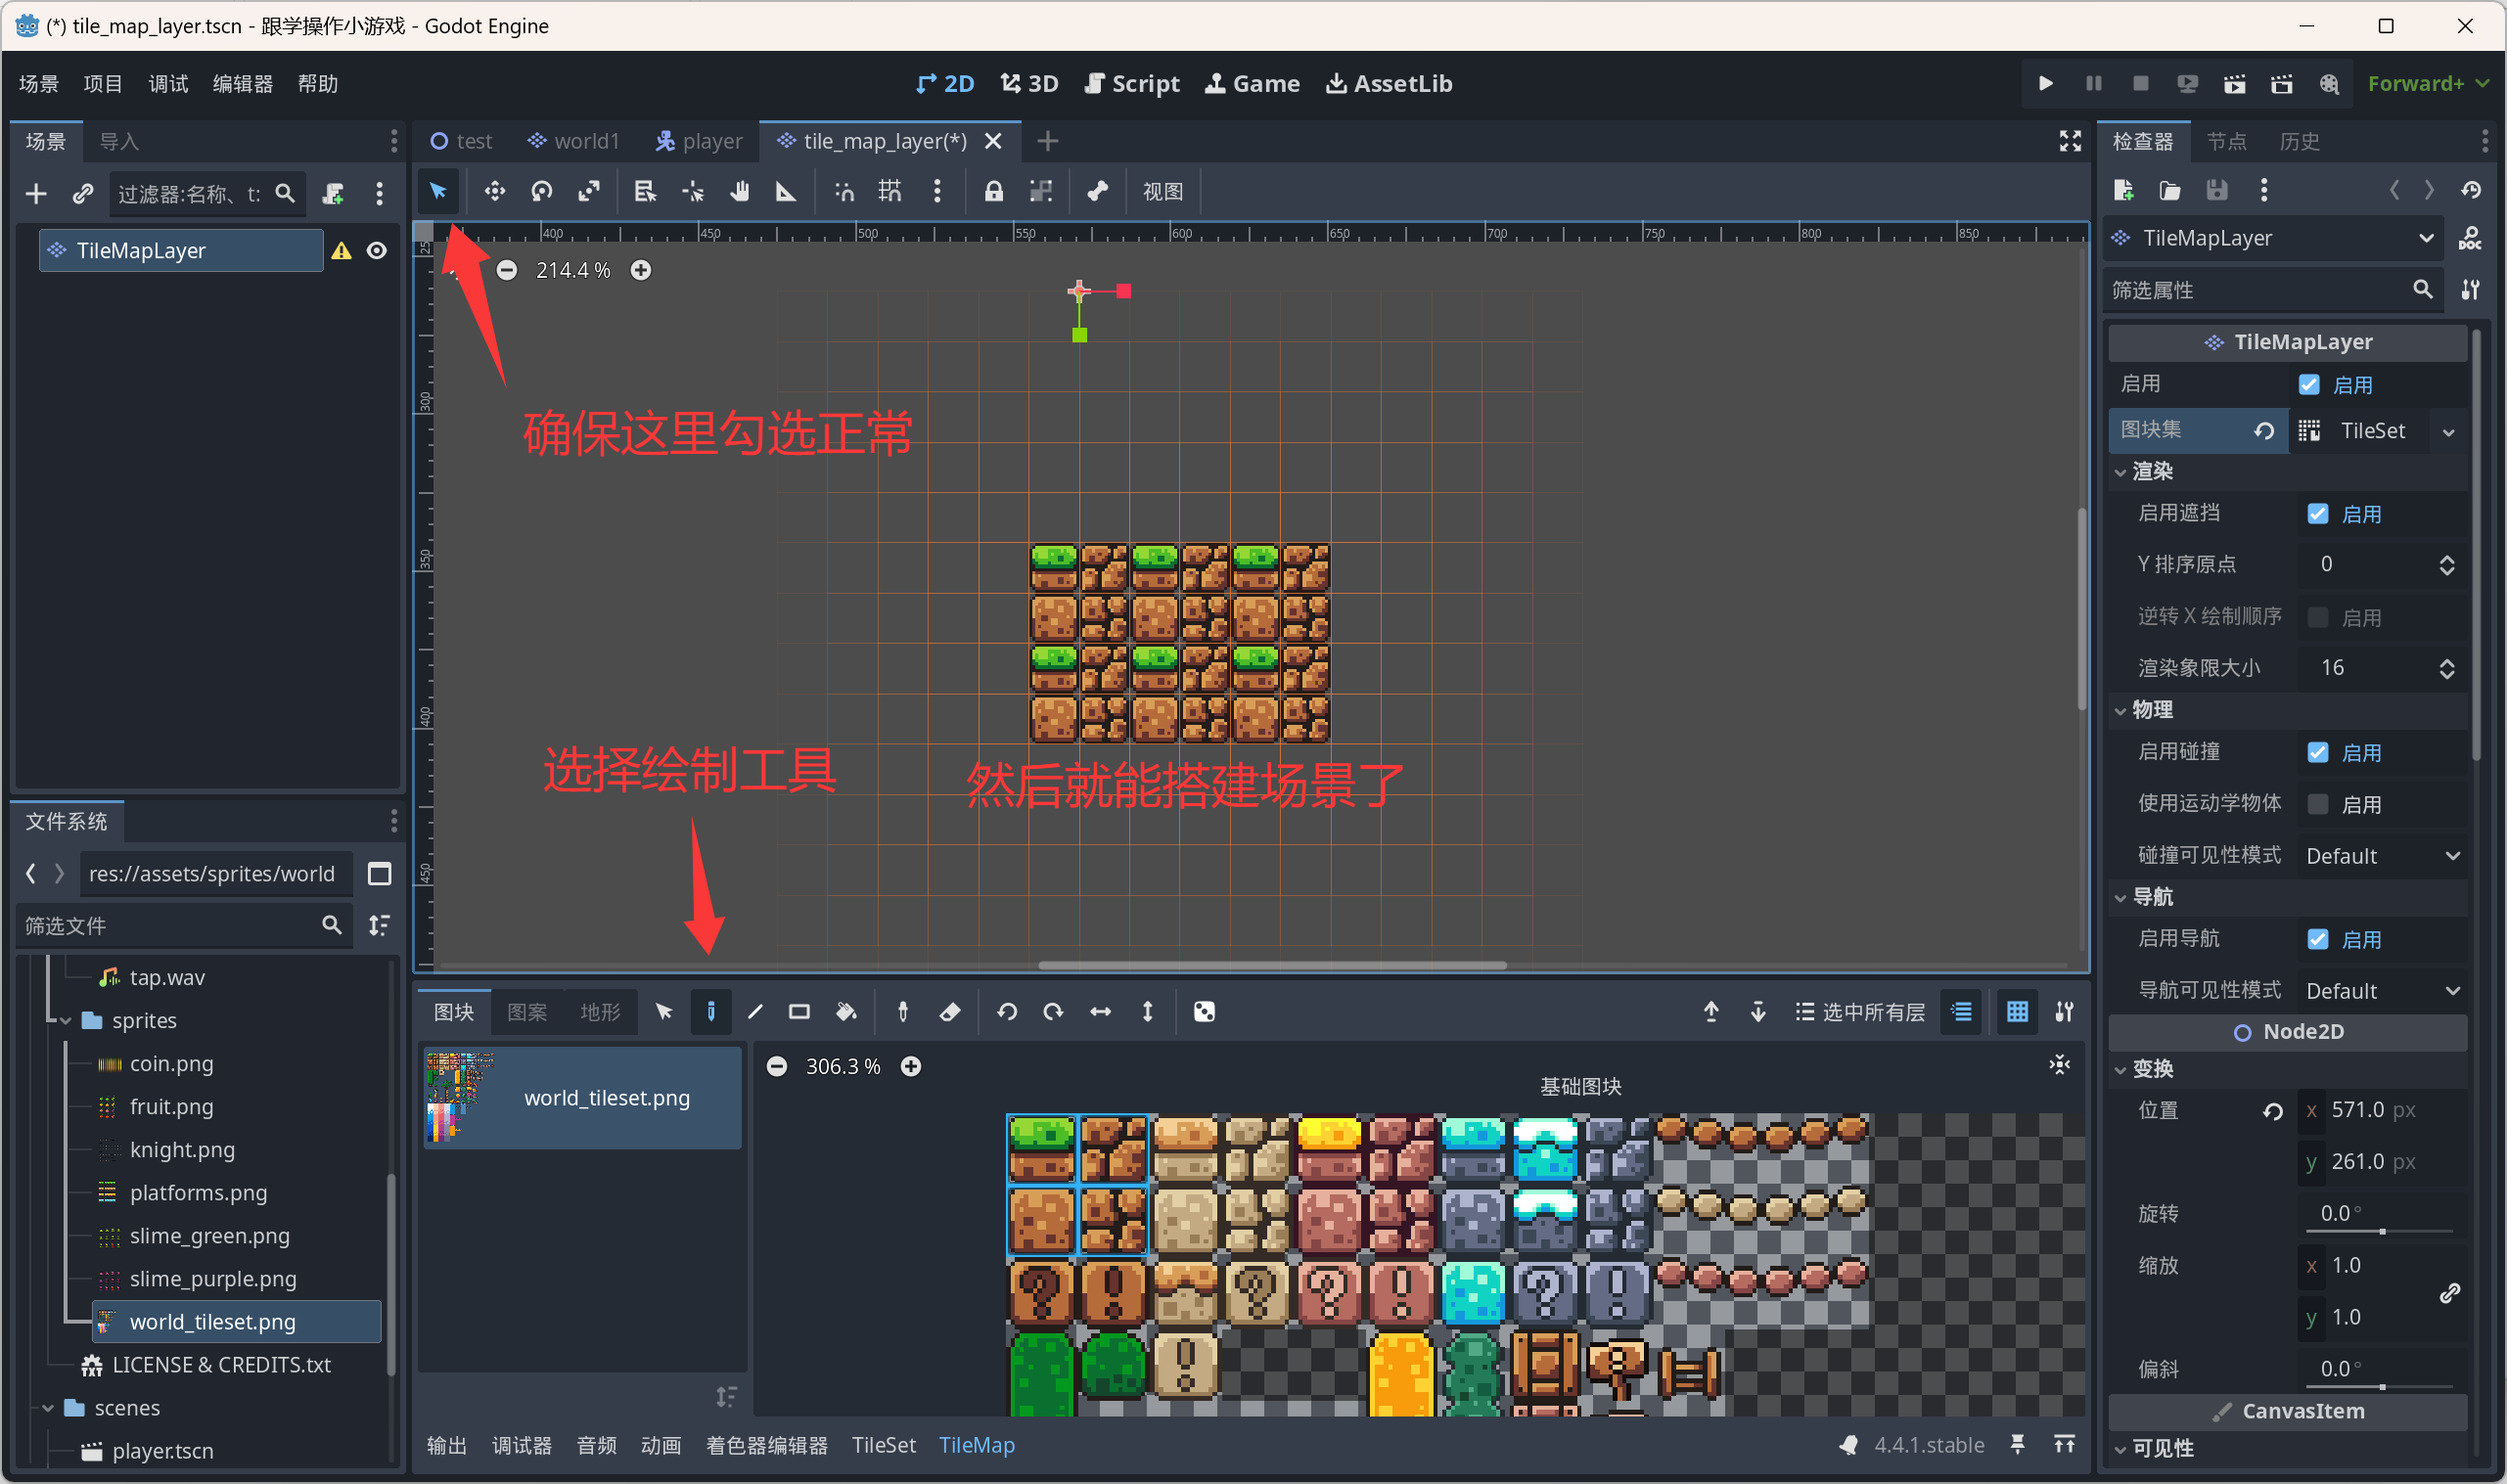 (*) tile_map_layer.tscn - 跟学操作小游戏 - Godot Engine
场景 项目 调试 编辑器 帮助
2D 3D Script Game AssetLib
Forward+
场景 导入
过滤器:名称、t:
TileMapLayer
test world1 player tile_map_layer(*)
视图
400 450 500 550 600 650 700 750 800 850
214.4 %
300
350
400
450
确保这里勾选正常
选择绘制工具
然后就能搭建场景了
文件系统
res://assets/sprites/world
筛选文件
tap.wav
sprites
coin.png
fruit.png
knight.png
platforms.png
slime_green.png
slime_purple.png
world_tileset.png
LICENSE & CREDITS.txt
scenes
player.tscn
图块 图案 地形
选中所有层
world_tileset.png
306.3 %
基础图块
输出 调试器 音频 动画 着色器编辑器 TileSet TileMap
4.4.1.stable
检查器 节点 历史
TileMapLayer
DOC
筛选属性
TileMapLayer
启用 启用
图块集 TileSet
渲染
启用遮挡 启用
Y 排序原点 0
逆转 X 绘制顺序 启用
渲染象限大小 16
物理
启用碰撞 启用
使用运动学物体 启用
碰撞可见性模式 Default
导航
启用导航 启用
导航可见性模式 Default
Node2D
变换
位置 x 571.0 px
y 261.0 px
旋转 0.0 °
缩放 x 1.0
y 1.0
偏斜 0.0 °
CanvasItem
可见性